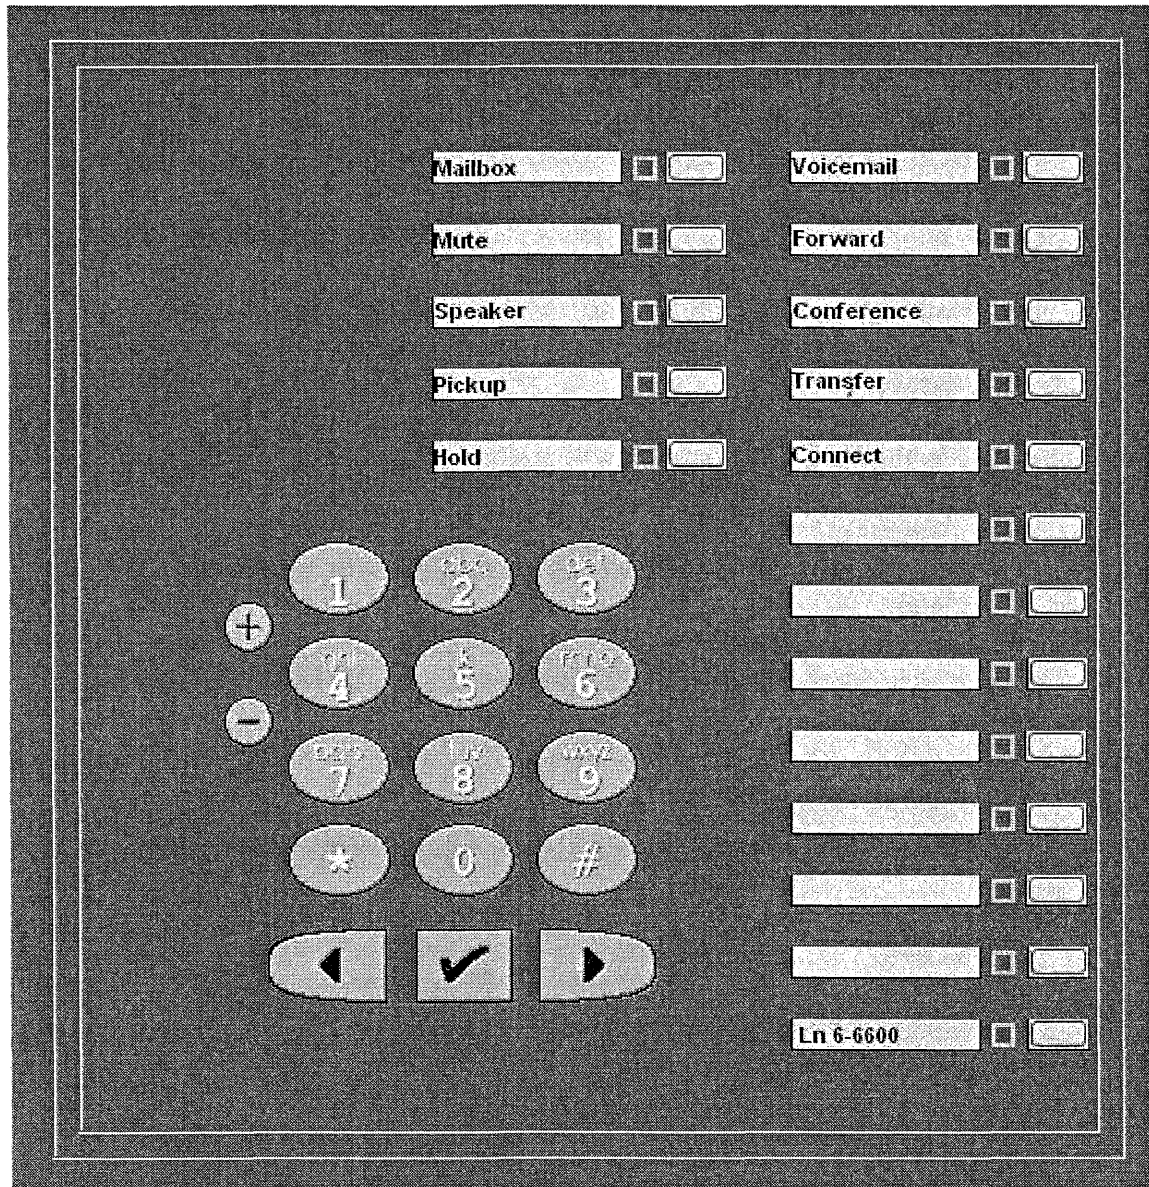 Mailbox Voicemail
Mute Forward
Speaker Conference
Pickup Transfer
Hold Connect
1 2 3
+
4 5 6
-
7 8 9
* 0 #
Ln 6-6600